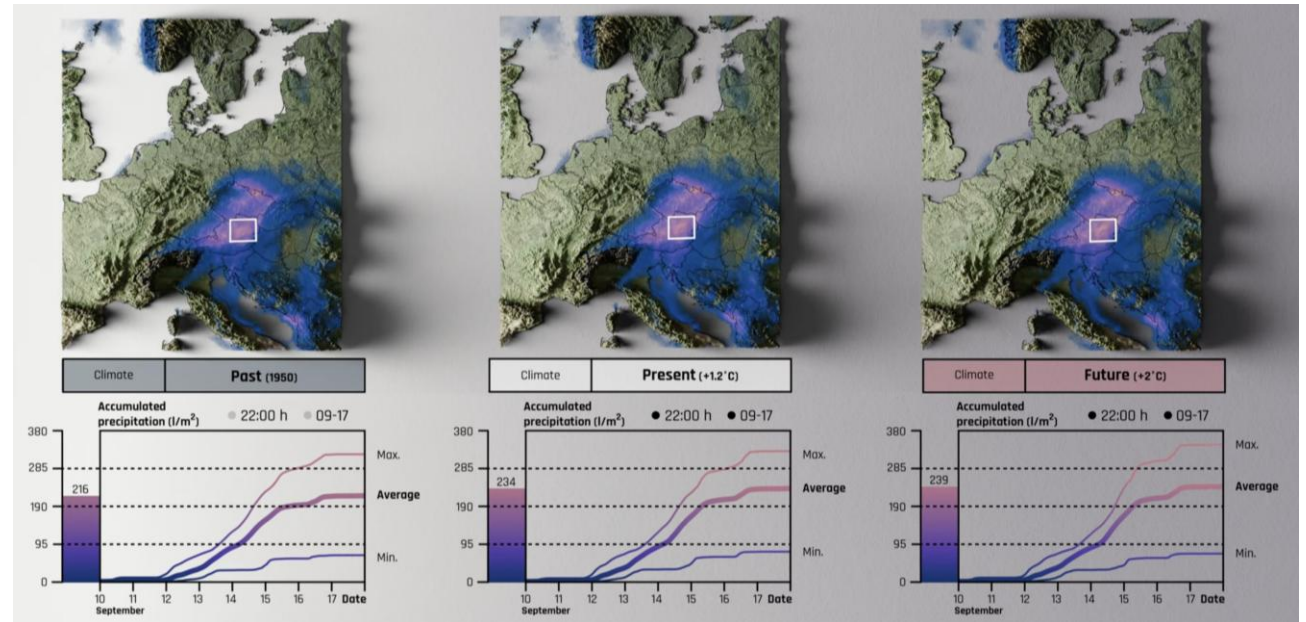 Climate Past (1950)
Accumulated
precipitation (l/m²) 22:00 h 09-17
380
285
190
95
0
216
Max.
Average
Min.
10 11 12 13 14 15 16 17 Date
September
Climate Present (+1.2°C)
Accumulated
precipitation (l/m²) 22:00 h 09-17
380
285
190
95
0
234
Max.
Average
Min.
10 11 12 13 14 15 16 17 Date
September
Climate Future (+2°C)
Accumulated
precipitation (l/m²) 22:00 h 09-17
380
285
190
95
0
239
Max.
Average
Min.
10 11 12 13 14 15 16 17 Date
September